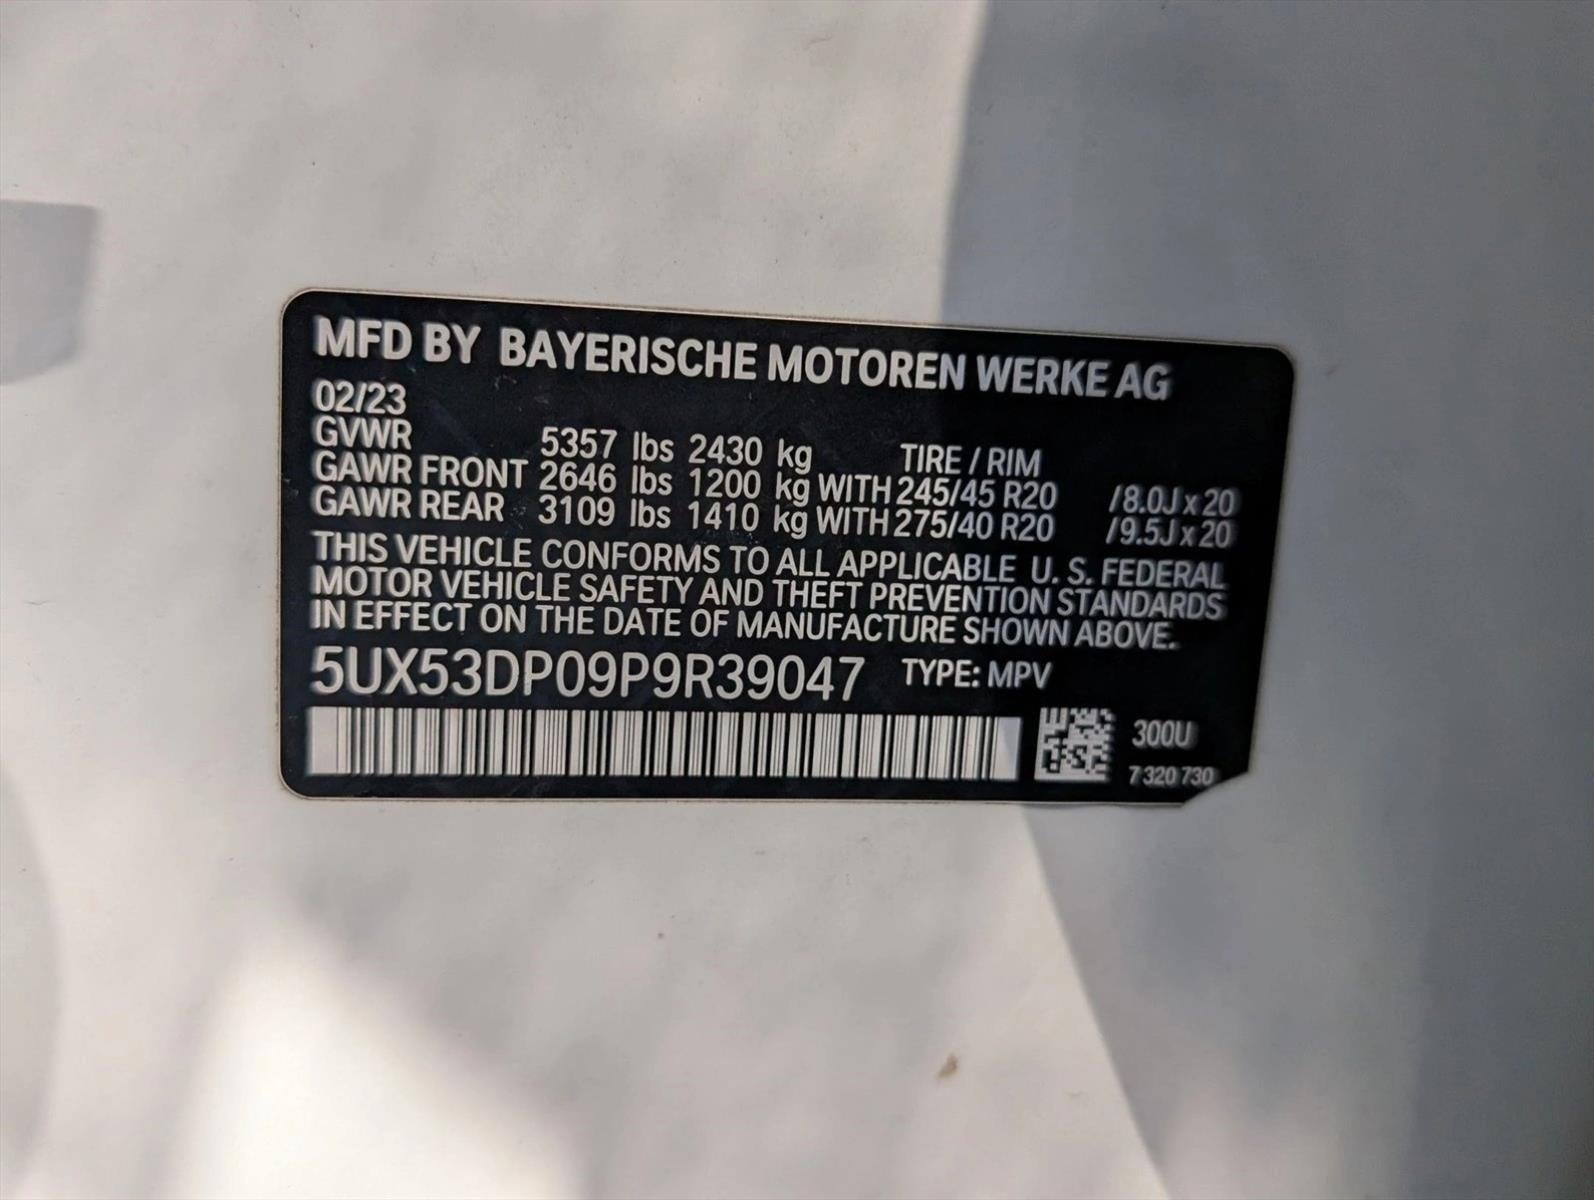 MFD BY BAYERISCHE MOTOREN WERKE AG
02/23
GVWR 5357 lbs 2430 kg TIRE / RIM
GAWR FRONT 2646 lbs 1200 kg WITH 245/45 R20 /8.0J x 20
GAWR REAR 3109 lbs 1410 kg WITH 275/40 R20 /9.5J x 20
THIS VEHICLE CONFORMS TO ALL APPLICABLE U. S. FEDERAL
MOTOR VEHICLE SAFETY AND THEFT PREVENTION STANDARDS
IN EFFECT ON THE DATE OF MANUFACTURE SHOWN ABOVE.
5UX53DP09P9R39047 TYPE: MPV
300U
7 320 730